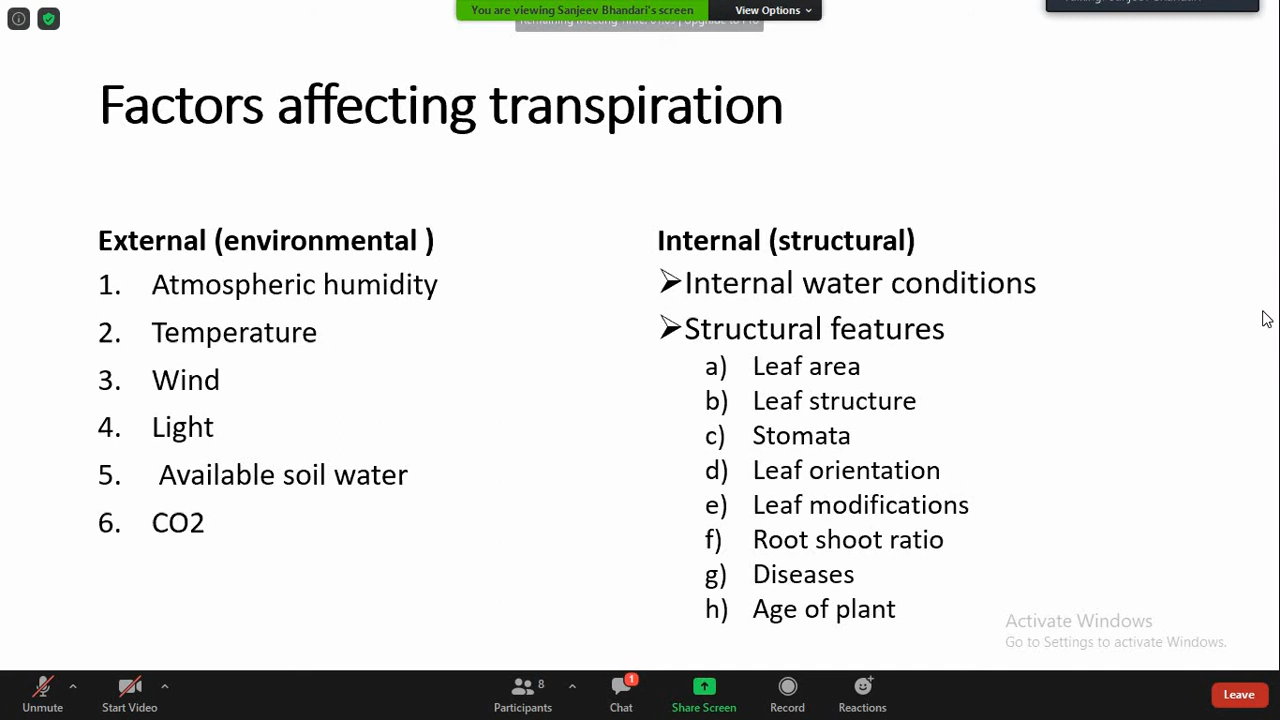 You are viewing Sanjeev Bhandari's screen
View Options
Factors affecting transpiration
External (environmental )
1. Atmospheric humidity
2. Temperature
3. Wind
4. Light
5. Available soil water
6. CO2
Internal (structural)
➢Internal water conditions
➢Structural features
a) Leaf area
b) Leaf structure
c) Stomata
d) Leaf orientation
e) Leaf modifications
f) Root shoot ratio
g) Diseases
h) Age of plant
Activate Windows
Go to Settings to activate Windows.
Unmute
Start Video
8
Participants
1
Chat
Share Screen
Record
Reactions
Leave